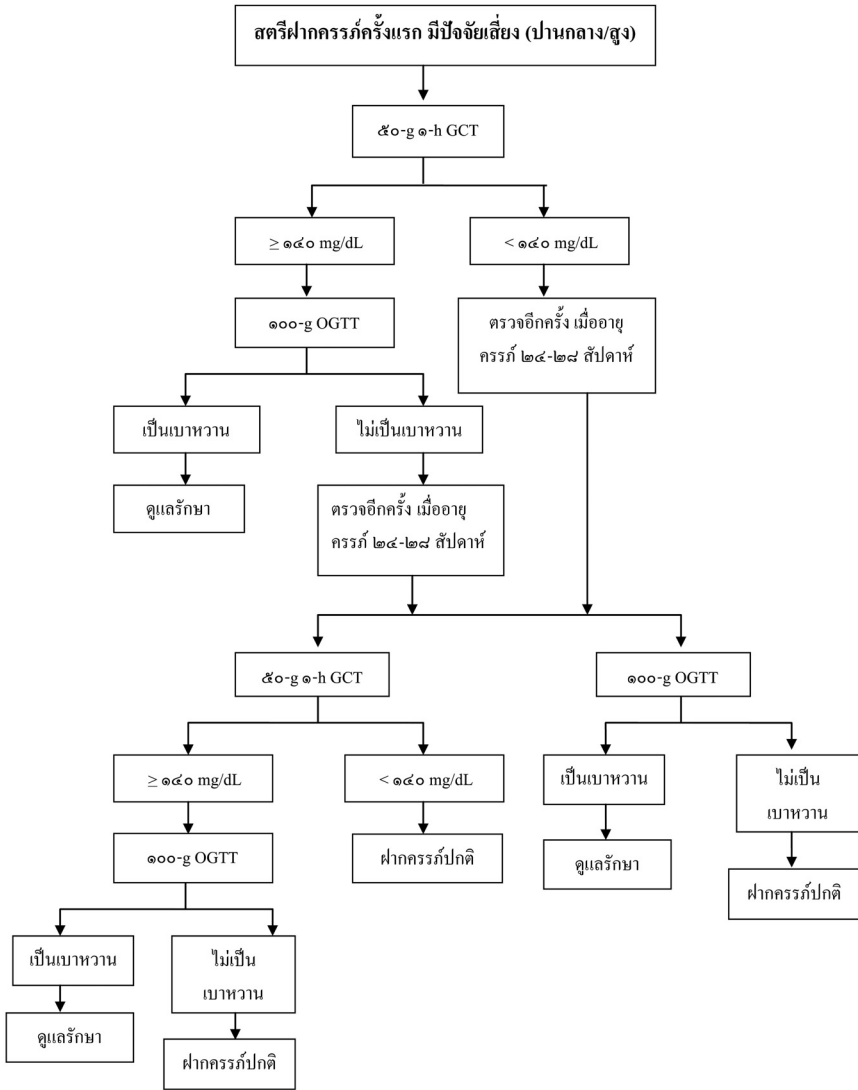 สตรีฝากครรภ์ครั้งแรก มีปัจจัยเสี่ยง (ปานกลาง/สูง)
๕๐-g ๑-h GCT
≥ ๑๔๐ mg/dL
< ๑๔๐ mg/dL
๑๐๐-g OGTT
ตรวจอีกครั้ง เมื่ออายุ
ครรภ์ ๒๔-๒๘ สัปดาห์
เป็นเบาหวาน
ไม่เป็นเบาหวาน
ดูแลรักษา
ตรวจอีกครั้ง เมื่ออายุ
ครรภ์ ๒๔-๒๘ สัปดาห์
๕๐-g ๑-h GCT
๑๐๐-g OGTT
≥ ๑๔๐ mg/dL
< ๑๔๐ mg/dL
เป็นเบาหวาน
ไม่เป็น
เบาหวาน
๑๐๐-g OGTT
ฝากครรภ์ปกติ
ดูแลรักษา
ฝากครรภ์ปกติ
เป็นเบาหวาน
ไม่เป็น
เบาหวาน
ดูแลรักษา
ฝากครรภ์ปกติ